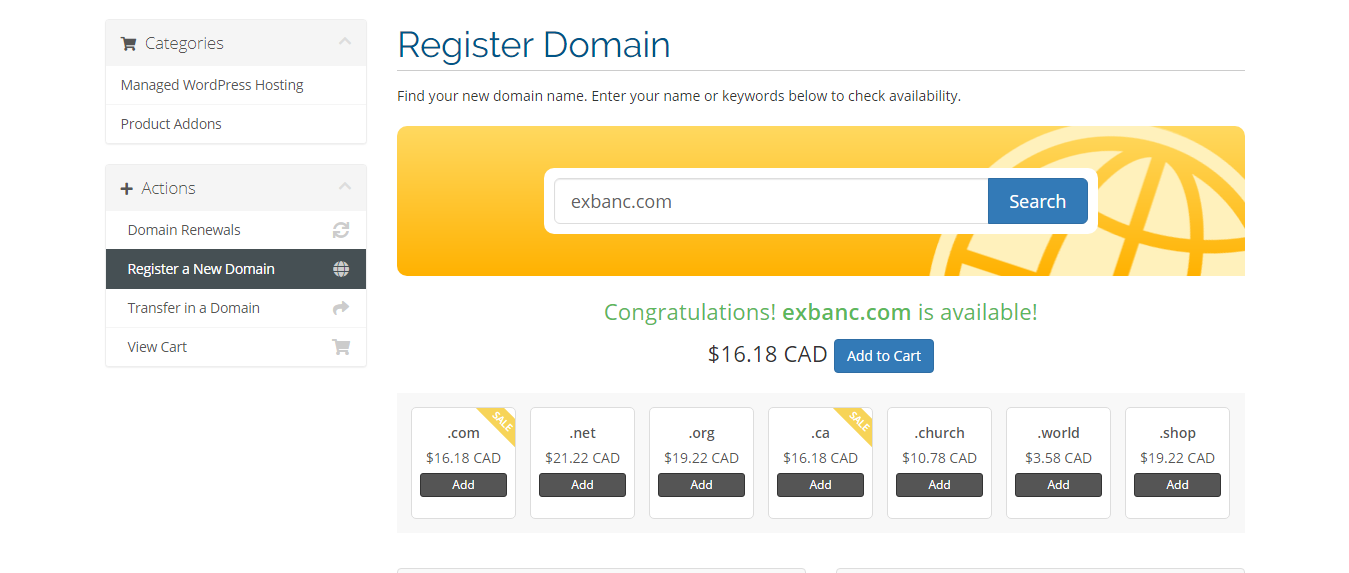 Categories
Managed WordPress Hosting
Product Addons
Actions
Domain Renewals
Register a New Domain
Transfer in a Domain
View Cart
Register Domain
Find your new domain name. Enter your name or keywords below to check availability.
exbanc.com Search
Congratulations! exbanc.com is available!
$16.18 CAD Add to Cart
SALE SALE
.com .net .org .ca .church .world .shop
$16.18 CAD $21.22 CAD $19.22 CAD $16.18 CAD $10.78 CAD $3.58 CAD $19.22 CAD
Add Add Add Add Add Add Add